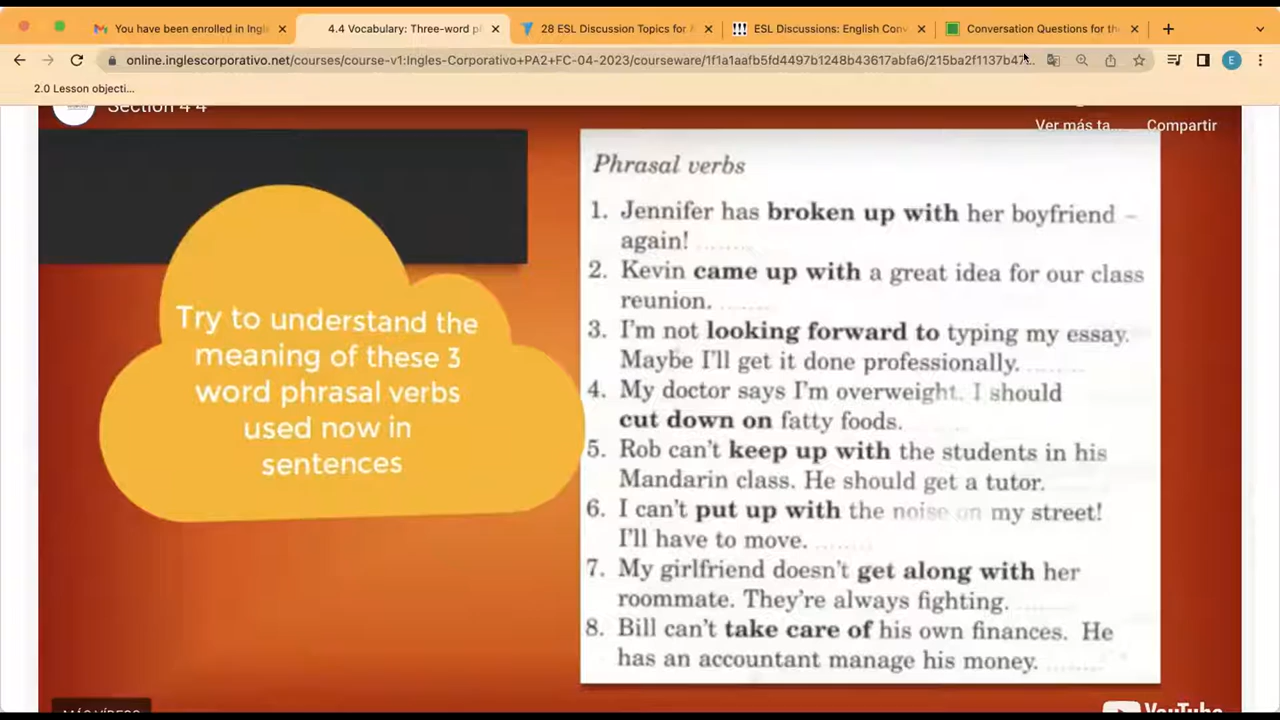 You have been enrolled in Ingle
4.4 Vocabulary: Three-word p
28 ESL Discussion Topics for
ESL Discussions: English Conv
Conversation Questions for th
online.inglescorporativo.net/courses/course-v1:Ingles-Corporativo+PA2+FC-04-2023/courseware/1f1a1aafb5fd4497b1248b43617abfa6/215ba2f1137b47...
E
2.0 Lesson objecti...
Section 4 4
Ver más ta...
Compartir
Try to understand the
meaning of these 3
word phrasal verbs
used now in
sentences
Phrasal verbs
1. Jennifer has broken up with her boyfriend –
again! ........
2. Kevin came up with a great idea for our class
reunion. ........
3. I'm not looking forward to typing my essay.
Maybe I'll get it done professionally. ........
4. My doctor says I'm overweight. I should
cut down on fatty foods.
5. Rob can't keep up with the students in his
Mandarin class. He should get a tutor.
6. I can't put up with the noise on my street!
I'll have to move. ........
7. My girlfriend doesn't get along with her
roommate. They're always fighting.
8. Bill can't take care of his own finances. He
has an accountant manage his money. ........
MÁS VÍDEOS
YouTube